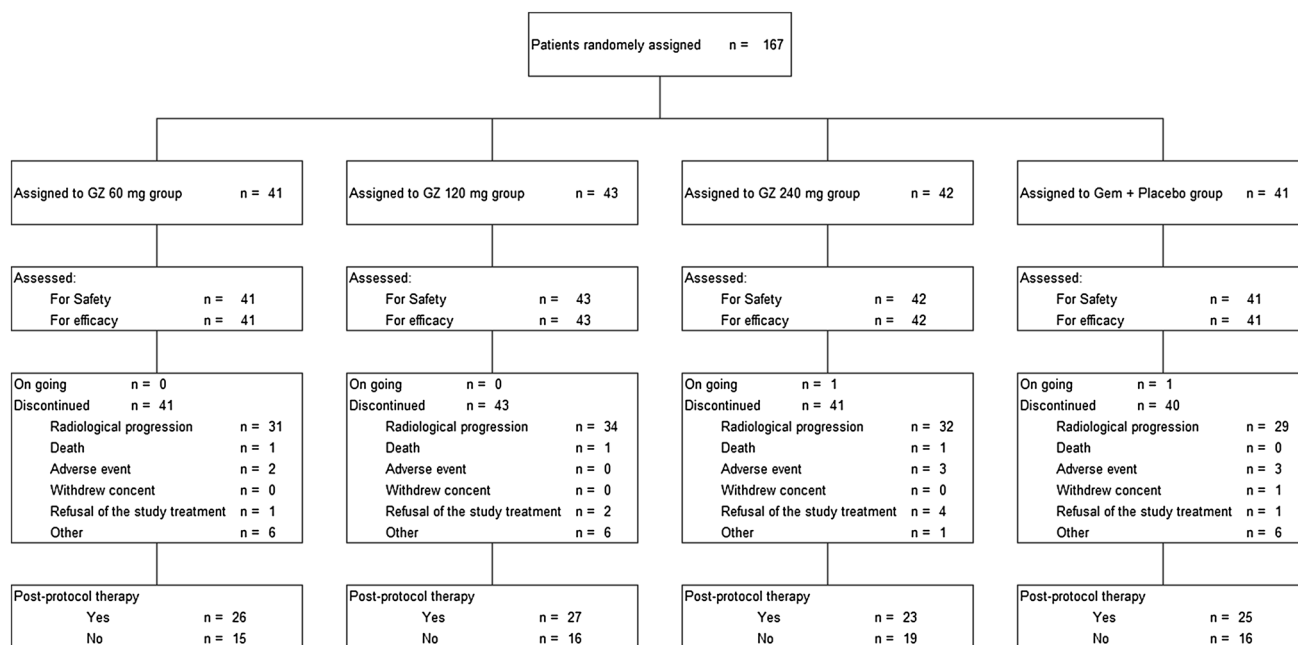 Patients randomely assigned n = 167
Assigned to GZ 60 mg group n = 41
Assessed:
For Safety n = 41
For efficacy n = 41
On going n = 0
Discontinued n = 41
Radiological progression n = 31
Death n = 1
Adverse event n = 2
Withdrew concent n = 0
Refusal of the study treatment n = 1
Other n = 6
Post-protocol therapy
Yes n = 26
No n = 15
Assigned to GZ 120 mg group n = 43
Assessed:
For Safety n = 43
For efficacy n = 43
On going n = 0
Discontinued n = 43
Radiological progression n = 34
Death n = 1
Adverse event n = 0
Withdrew concent n = 0
Refusal of the study treatment n = 2
Other n = 6
Post-protocol therapy
Yes n = 27
No n = 16
Assigned to GZ 240 mg group n = 42
Assessed:
For Safety n = 42
For efficacy n = 42
On going n = 1
Discontinued n = 41
Radiological progression n = 32
Death n = 1
Adverse event n = 3
Withdrew concent n = 0
Refusal of the study treatment n = 4
Other n = 1
Post-protocol therapy
Yes n = 23
No n = 19
Assigned to Gem + Placebo group n = 41
Assessed:
For Safety n = 41
For efficacy n = 41
On going n = 1
Discontinued n = 40
Radiological progression n = 29
Death n = 0
Adverse event n = 3
Withdrew concent n = 1
Refusal of the study treatment n = 1
Other n = 6
Post-protocol therapy
Yes n = 25
No n = 16